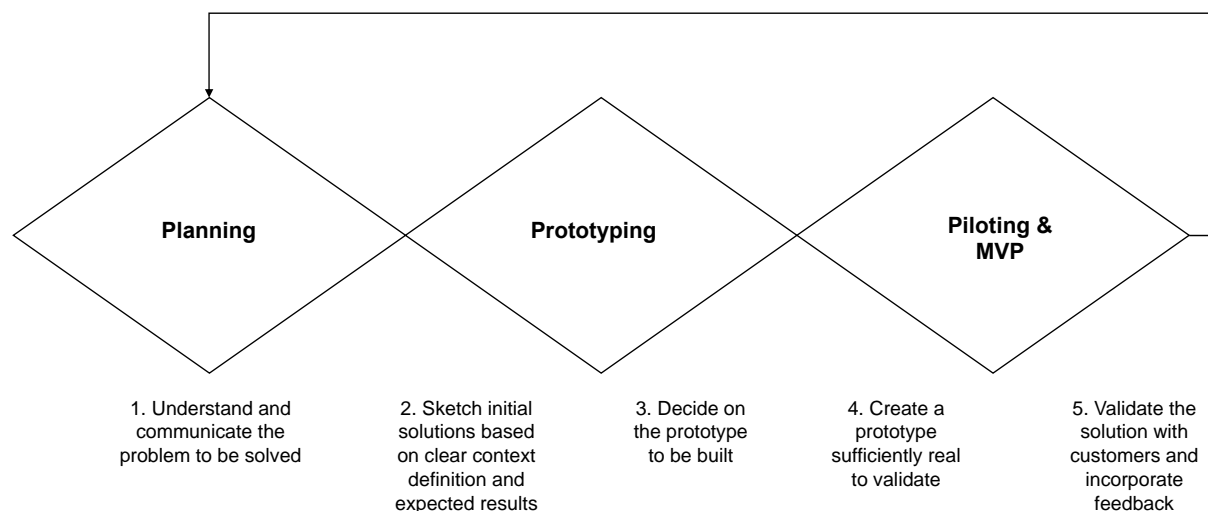 Planning
Prototyping
Piloting &
MVP
1. Understand and
communicate the
problem to be solved
2. Sketch initial
solutions based
on clear context
definition and
expected results
3. Decide on
the prototype
to be built
4. Create a
prototype
sufficiently real
to validate
5. Validate the
solution with
customers and
incorporate
feedback